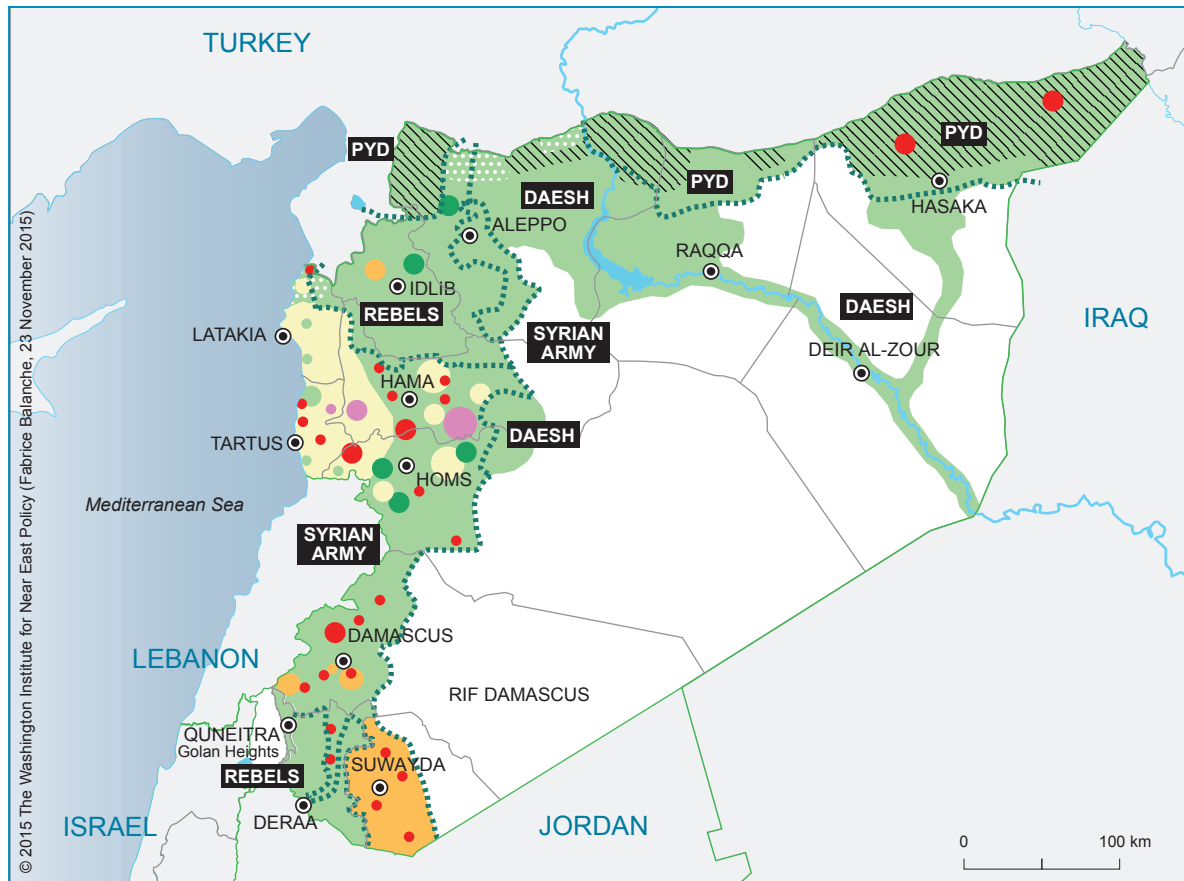 TURKEY
PYD
PYD
DAESH
PYD
HASAKA
ALEPPO
RAQQA
IDLIB
REBELS
DAESH
IRAQ
LATAKIA
SYRIAN
ARMY
DEIR AL-ZOUR
HAMA
TARTUS
DAESH
HOMS
Mediterranean Sea
SYRIAN
ARMY
DAMASCUS
LEBANON
RIF DAMASCUS
QUNEITRA
Golan Heights
SUWAYDA
REBELS
DERAA
ISRAEL
JORDAN
0 100 km
© 2015 The Washington Institute for Near East Policy (Fabrice Balanche, 23 November 2015)